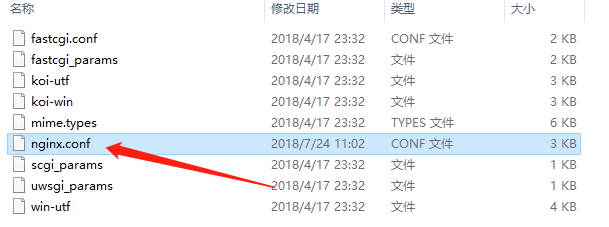 名称 修改日期 类型 大小
fastcgi.conf 2018/4/17 23:32 CONF 文件 2 KB
fastcgi_params 2018/4/17 23:32 文件 2 KB
koi-utf 2018/4/17 23:32 文件 3 KB
koi-win 2018/4/17 23:32 文件 3 KB
mime.types 2018/4/17 23:32 TYPES 文件 6 KB
nginx.conf 2018/7/24 11:02 CONF 文件 3 KB
scgi_params 2018/4/17 23:32 文件 1 KB
uwsgi_params 2018/4/17 23:32 文件 1 KB
win-utf 2018/4/17 23:32 文件 4 KB